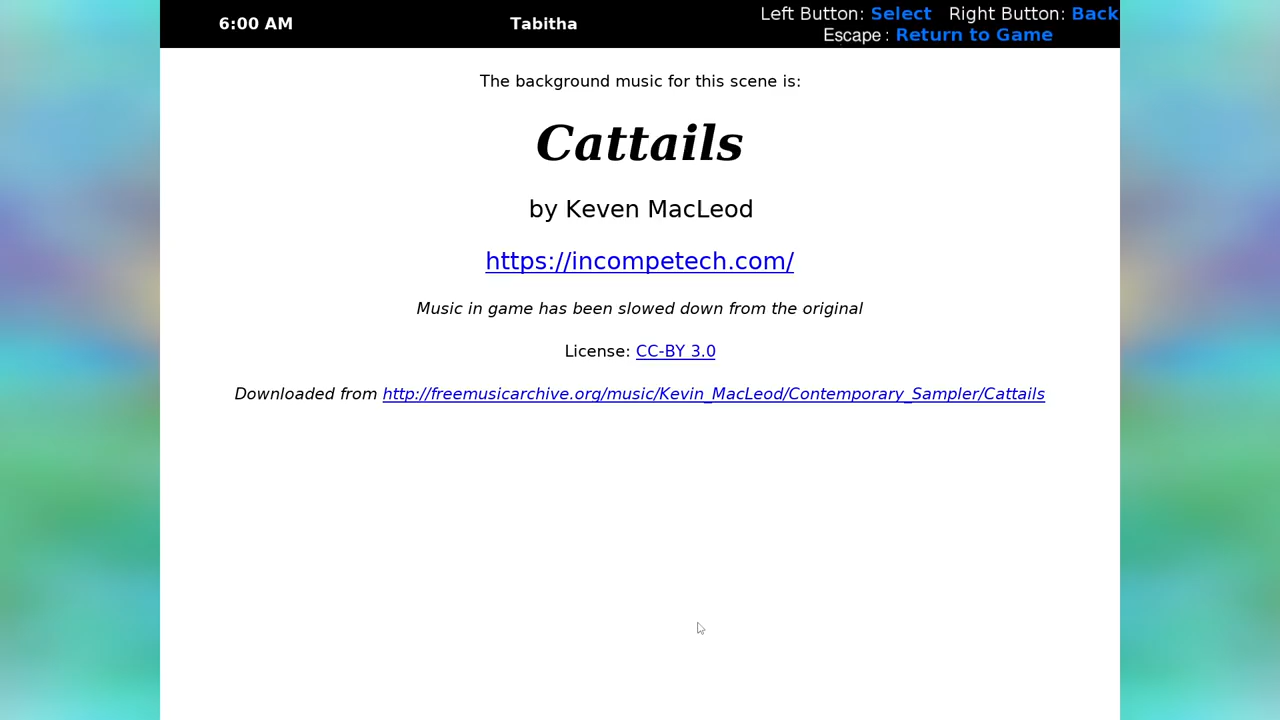 6:00 AM
Tabitha
Left Button: Select Right Button: Back
Escape : Return to Game
The background music for this scene is:
Cattails
by Keven MacLeod
https://incompetech.com/
Music in game has been slowed down from the original
License: CC-BY 3.0
Downloaded from http://freemusicarchive.org/music/Kevin_MacLeod/Contemporary_Sampler/Cattails